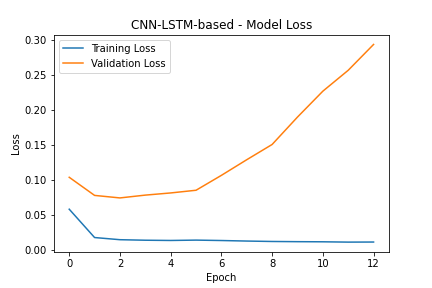 CNN-LSTM-based - Model Loss
Training Loss
Validation Loss
0.30
0.25
0.20
0.15
0.10
0.05
0.00
Loss
0 2 4 6 8 10 12
Epoch